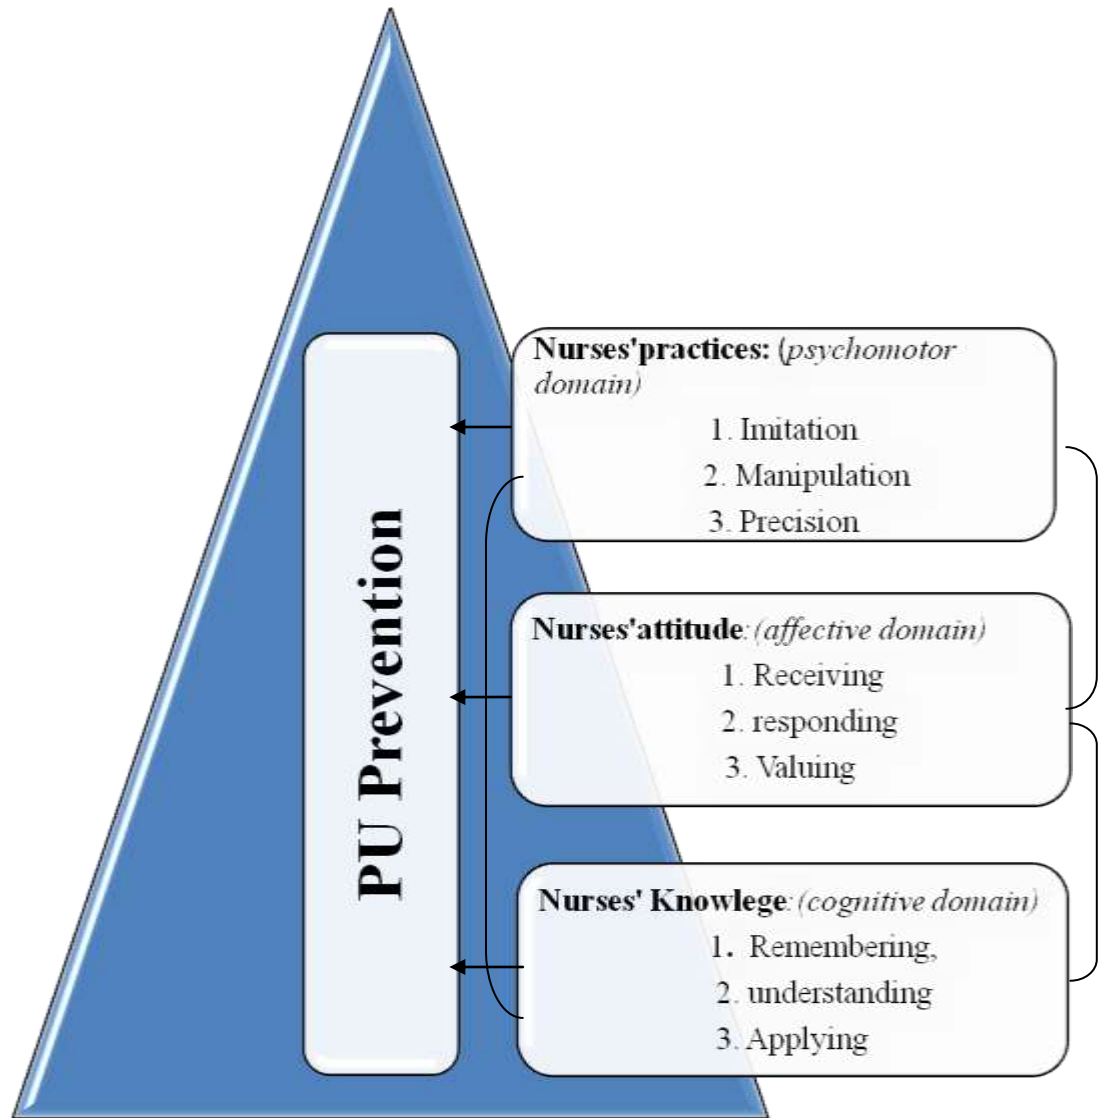 PU Prevention
Nurses'practices: (psychomotor
domain)
1. Imitation
2. Manipulation
3. Precision
Nurses'attitude: (affective domain)
1. Receiving
2. responding
3. Valuing
Nurses' Knowlege: (cognitive domain)
1. Remembering,
2. understanding
3. Applying